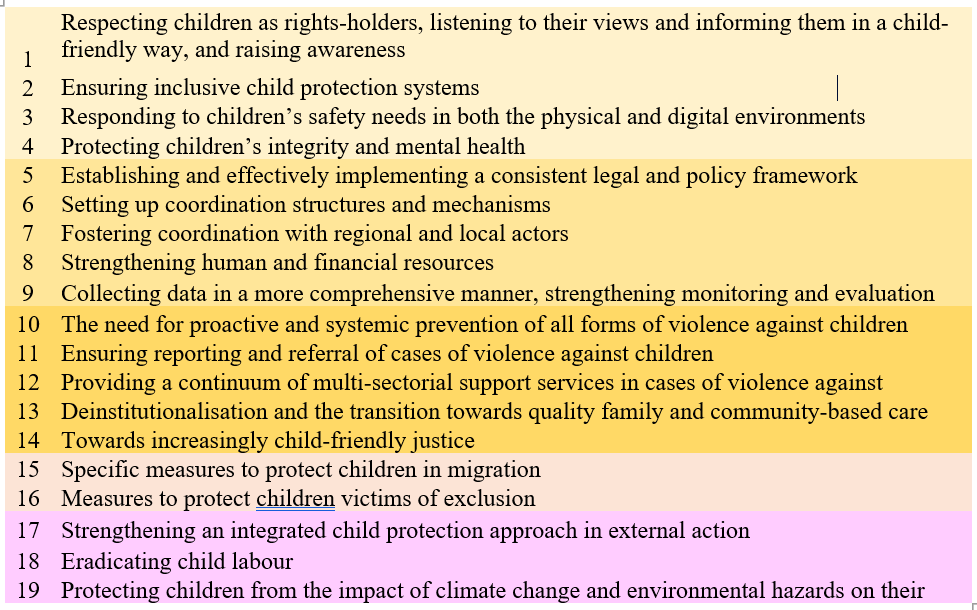 Respecting children as rights-holders, listening to their views and informing them in a child-
1 friendly way, and raising awareness
2 Ensuring inclusive child protection systems
3 Responding to children’s safety needs in both the physical and digital environments
4 Protecting children’s integrity and mental health
5 Establishing and effectively implementing a consistent legal and policy framework
6 Setting up coordination structures and mechanisms
7 Fostering coordination with regional and local actors
8 Strengthening human and financial resources
9 Collecting data in a more comprehensive manner, strengthening monitoring and evaluation
10 The need for proactive and systemic prevention of all forms of violence against children
11 Ensuring reporting and referral of cases of violence against children
12 Providing a continuum of multi-sectorial support services in cases of violence against
13 Deinstitutionalisation and the transition towards quality family and community-based care
14 Towards increasingly child-friendly justice
15 Specific measures to protect children in migration
16 Measures to protect children victims of exclusion
17 Strengthening an integrated child protection approach in external action
18 Eradicating child labour
19 Protecting children from the impact of climate change and environmental hazards on their